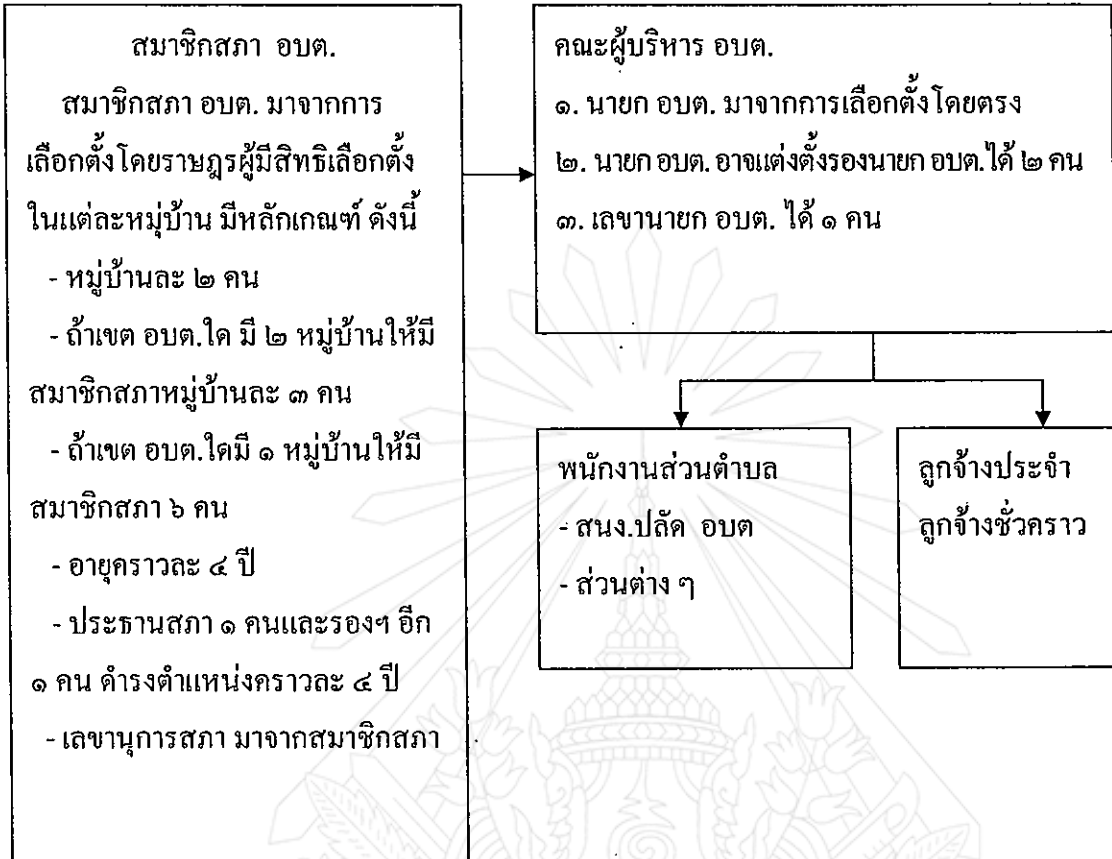 สมาชิกสภา อบต.
สมาชิกสภา อบต. มาจากการ
เลือกตั้งโดยราษฎรผู้มีสิทธิเลือกตั้ง
ในแต่ละหมู่บ้าน มีหลักเกณฑ์ ดังนี้
- หมู่บ้านละ ๒ คน
- ถ้าเขต อบต.ใด มี ๒ หมู่บ้านให้มี
สมาชิกสภาหมู่บ้านละ ๓ คน
- ถ้าเขต อบต.ใดมี ๑ หมู่บ้านให้มี
สมาชิกสภา ๖ คน
- อายุคราวละ ๔ ปี
- ประธานสภา ๑ คนและรองฯ อีก
๑ คน ดำรงตำแหน่งคราวละ ๔ ปี
- เลขานุการสภา มาจากสมาชิกสภา
คณะผู้บริหาร อบต.
๑. นายก อบต. มาจากการเลือกตั้งโดยตรง
๒. นายก อบต. อาจแต่งตั้งรองนายก อบต.ได้ ๒ คน
๓. เลขานายก อบต. ได้ ๑ คน
พนักงานส่วนตำบล
- สนง.ปลัด อบต
- ส่วนต่าง ๆ
ลูกจ้างประจำ
ลูกจ้างชั่วคราว